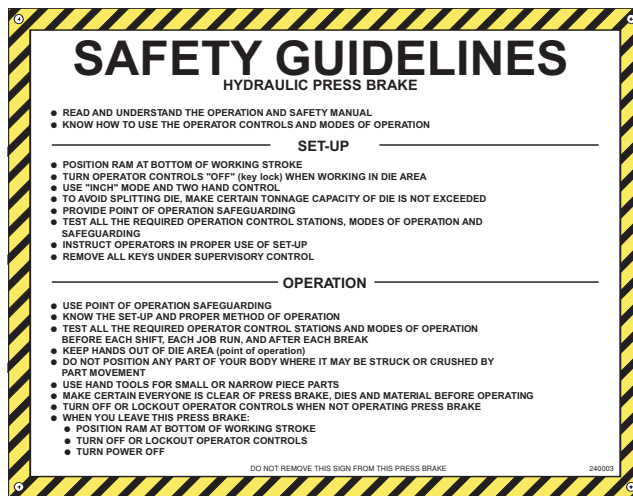 SAFETY GUIDELINES
HYDRAULIC PRESS BRAKE
● READ AND UNDERSTAND THE OPERATION AND SAFETY MANUAL
● KNOW HOW TO USE THE OPERATOR CONTROLS AND MODES OF OPERATION
SET-UP
● POSITION RAM AT BOTTOM OF WORKING STROKE
● TURN OPERATOR CONTROLS "OFF" (key lock) WHEN WORKING IN DIE AREA
● USE "INCH" MODE AND TWO HAND CONTROL
● TO AVOID SPLITTING DIE, MAKE CERTAIN TONNAGE CAPACITY OF DIE IS NOT EXCEEDED
● PROVIDE POINT OF OPERATION SAFEGUARDING
● TEST ALL THE REQUIRED OPERATION CONTROL STATIONS, MODES OF OPERATION AND
SAFEGUARDING
● INSTRUCT OPERATORS IN PROPER USE OF SET-UP
● REMOVE ALL KEYS UNDER SUPERVISORY CONTROL
OPERATION
● USE POINT OF OPERATION SAFEGUARDING
● KNOW THE SET-UP AND PROPER METHOD OF OPERATION
● TEST ALL THE REQUIRED OPERATOR CONTROL STATIONS AND MODES OF OPERATION
BEFORE EACH SHIFT, EACH JOB RUN, AND AFTER EACH BREAK
● KEEP HANDS OUT OF DIE AREA (point of operation)
● DO NOT POSITION ANY PART OF YOUR BODY WHERE IT MAY BE STRUCK OR CRUSHED BY
PART MOVEMENT
● USE HAND TOOLS FOR SMALL OR NARROW PIECE PARTS
● MAKE CERTAIN EVERYONE IS CLEAR OF PRESS BRAKE, DIES AND MATERIAL BEFORE OPERATING
● TURN OFF OR LOCKOUT OPERATOR CONTROLS WHEN NOT OPERATING PRESS BRAKE
● WHEN YOU LEAVE THIS PRESS BRAKE:
● POSITION RAM AT BOTTOM OF WORKING STROKE
● TURN OFF OR LOCKOUT OPERATOR CONTROLS
● TURN POWER OFF
DO NOT REMOVE THIS SIGN FROM THIS PRESS BRAKE 240003